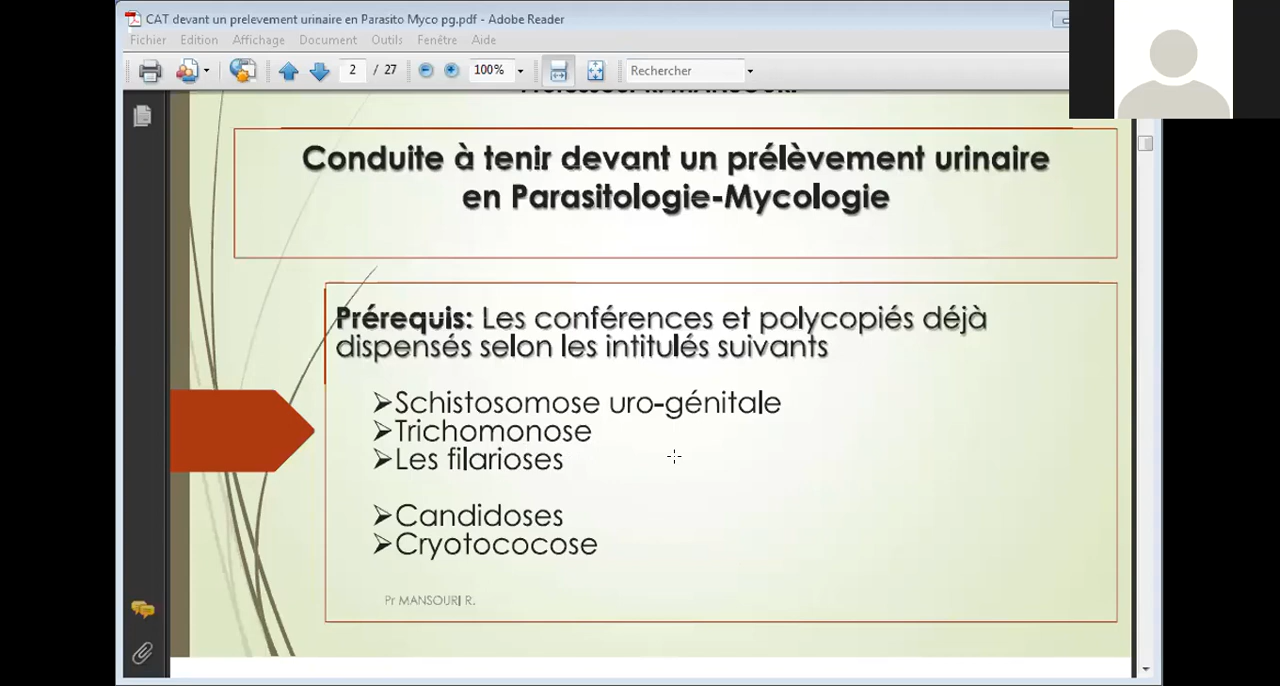 CAT devant un prelevement urinaire en Parasito Myco pg.pdf - Adobe Reader
Fichier Edition Affichage Document Outils Fenêtre Aide
2 / 27 100% Rechercher
Conduite à tenir devant un prélèvement urinaire
en Parasitologie-Mycologie
Prérequis: Les conférences et polycopiés déjà
dispensés selon les intitulés suivants
➢Schistosomose uro-génitale
➢Trichomonose
➢Les filarioses
➢Candidoses
➢Cryotococose
Pr MANSOURI R.